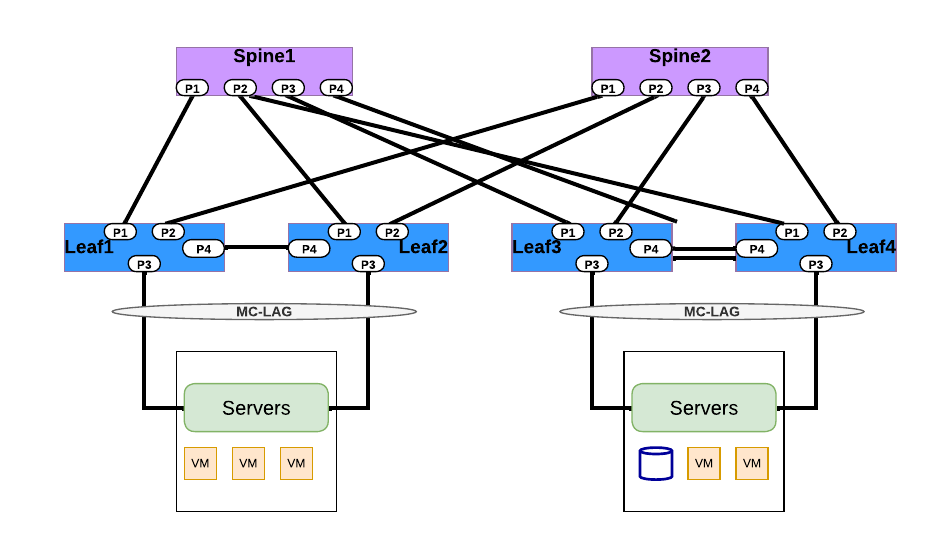 Spine1
Spine2
P1
P2
P3
P4
P1
P2
P3
P4
P1
P2
P1
P2
P1
P2
P1
P2
Leaf1
P4
P4
Leaf2
Leaf3
P4
P4
Leaf4
P3
P3
P3
P3
MC-LAG
MC-LAG
Servers
Servers
VM
VM
VM
VM
VM